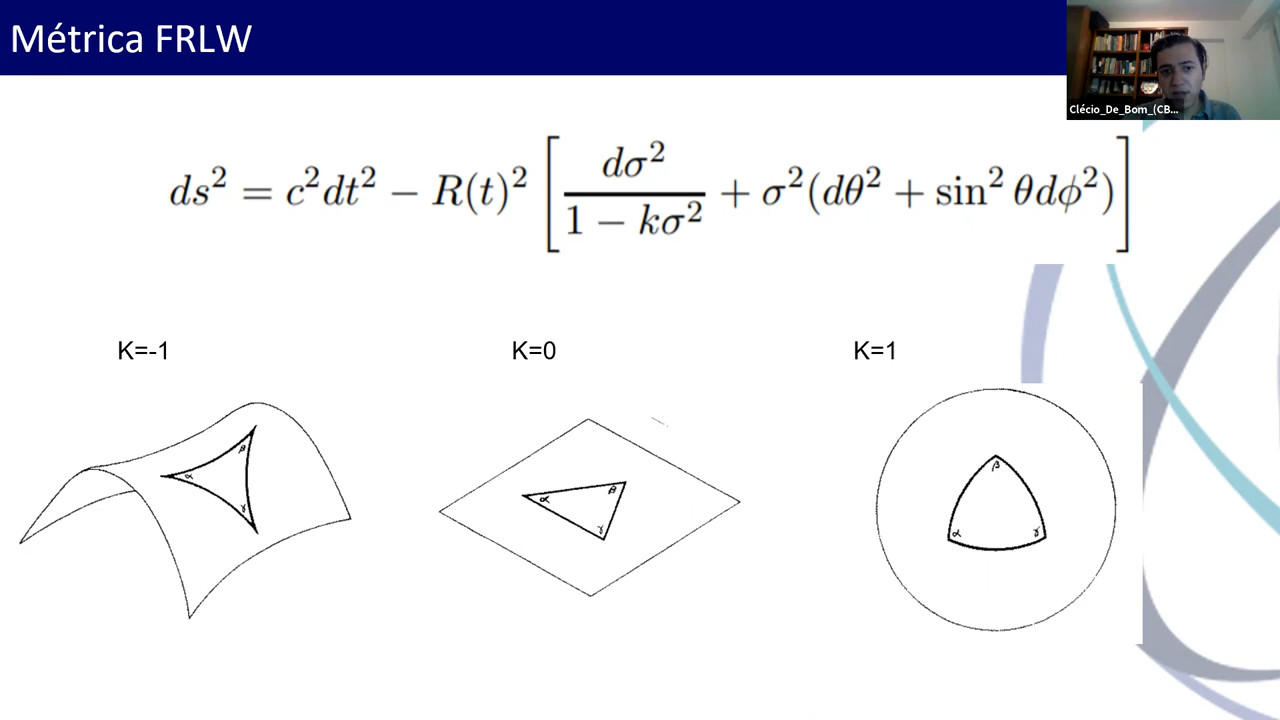 Métrica FRLW
Clécio_De_Bom_(CB...
ds² = c²dt² − R(t)² [ dσ² / (1 − kσ²) + σ²(dθ² + sin² θdϕ²) ]
K=-1
K=0
K=1
α β γ
α β γ
α β γ